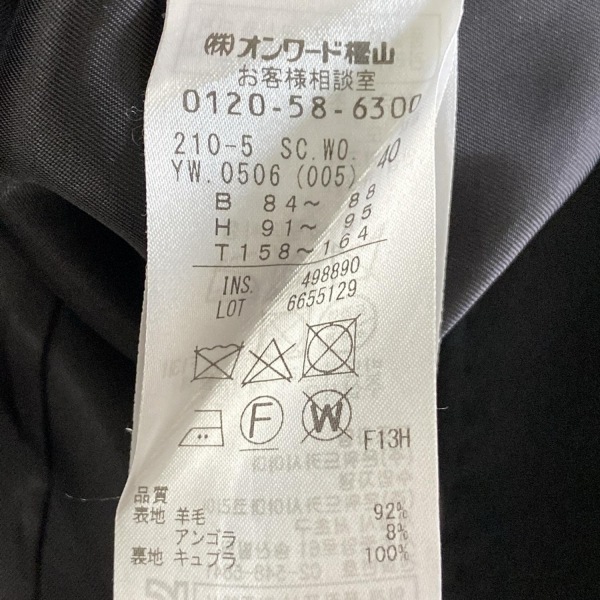 ㈱オンワード樫山
お客様相談室
0120-58-6300
210-5 SC.WO. 40
YW.0506 (005)
B 84～ 88
H 91～ 95
T 158～164
INS. 498890
LOT 6655129
F W F13H
品質
表地 羊毛 92%
アンゴラ 8%
裏地 キュプラ 100%